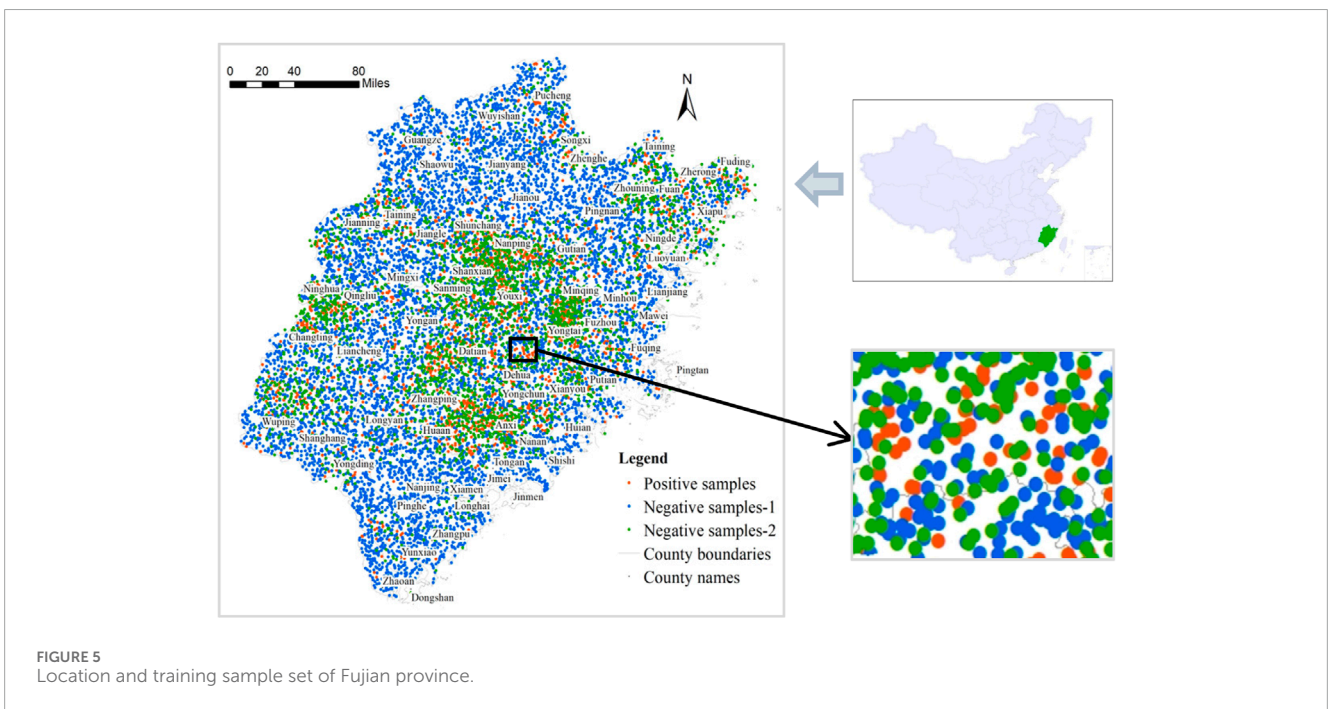 0 20 40 80
Miles
N
Pucheng
Wuyishan
Guangze
Songxi
Taining
Shaowu
Jianyang
Zhenghe
Fuding
Zherong
Zhouning
Fuan
Jianou
Pingnan
Xiapu
Taining
Jianning
Shunchang
Jiangle
Nanping
Gutian
Ningde
Luoyuan
Shanxian
Mingxi
Ninghua
Qingliu
Sanming
Youxi
Minqing
Minhou
Lianjiang
Yongan
Fuzhou
Mawei
Changting
Yongtai
Liancheng
Datian
Fuqing
Pingtan
Dehua
Putian
Zhangping
Yongchun
Xianyou
Wuping
Longyan
Huaan
Anxi
Huian
Shanghang
Nanan
Yongding
Tongan
Shishi
Legend
Nanjing
Xiamen
Jimei
Positive samples
Pinghe
Longhai
Jinmen
Negative samples-1
Zhangpu
Negative samples-2
Yunxiao
County boundaries
Zhaoan
County names
Dongshan
FIGURE 5
Location and training sample set of Fujian province.